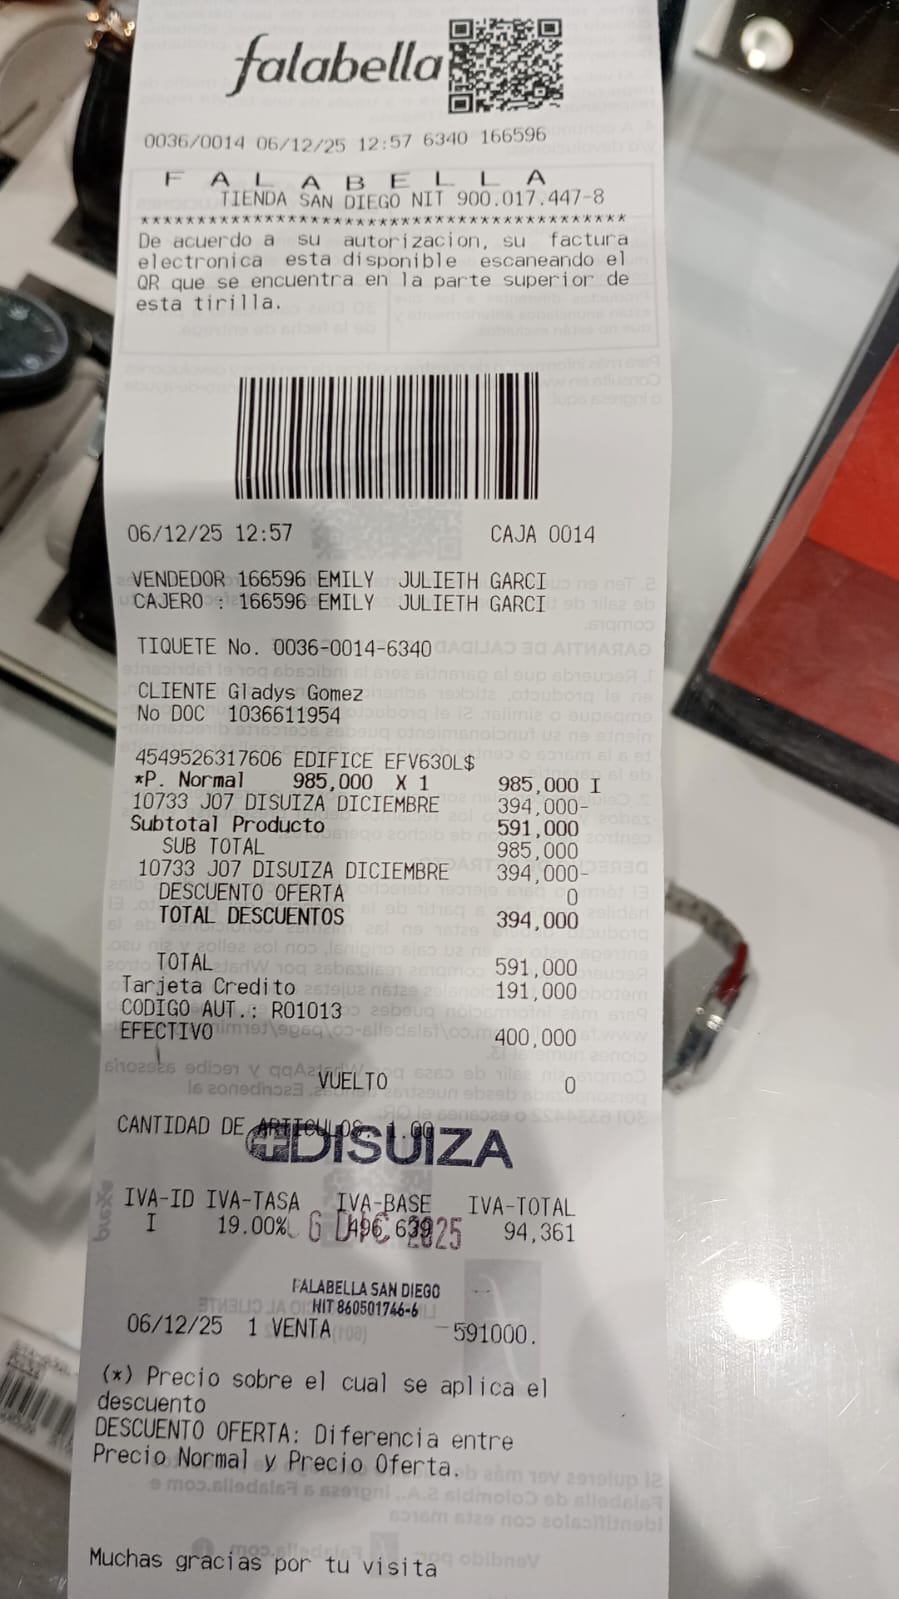 falabella
0036/0014 06/12/25 12:57 6340 166596
F A L A B E L L A
TIENDA SAN DIEGO NIT 900.017.447-8
*******************************************
De acuerdo a su autorizacion, su factura
electronica esta disponible escaneando el
QR que se encuentra en la parte superior de
esta tirilla.
06/12/25 12:57 CAJA 0014
VENDEDOR 166596 EMILY JULIETH GARCI
CAJERO : 166596 EMILY JULIETH GARCI
TIQUETE No. 0036-0014-6340
CLIENTE Gladys Gomez
No DOC 1036611954
4549526317606 EDIFICE EFV630L$
*P. Normal 985,000 X 1 985,000 I
10733 J07 DISUIZA DICIEMBRE 394,000-
Subtotal Producto 591,000
SUB TOTAL 985,000
10733 J07 DISUIZA DICIEMBRE 394,000-
DESCUENTO OFERTA 0
TOTAL DESCUENTOS 394,000
TOTAL 591,000
Tarjeta Credito 191,000
CODIGO AUT.: R01013
EFECTIVO 400,000
VUELTO 0
CANTIDAD DE ARTICULOS: 1.00
DISUIZA
IVA-ID IVA-TASA IVA-BASE IVA-TOTAL
I 19.00% 496,639 94,361
6 DIC 2025
FALABELLA SAN DIEGO
NIT 860501746-6
06/12/25 1 VENTA 591000.
(*) Precio sobre el cual se aplica el
descuento
DESCUENTO OFERTA: Diferencia entre
Precio Normal y Precio Oferta.
Muchas gracias por tu visita